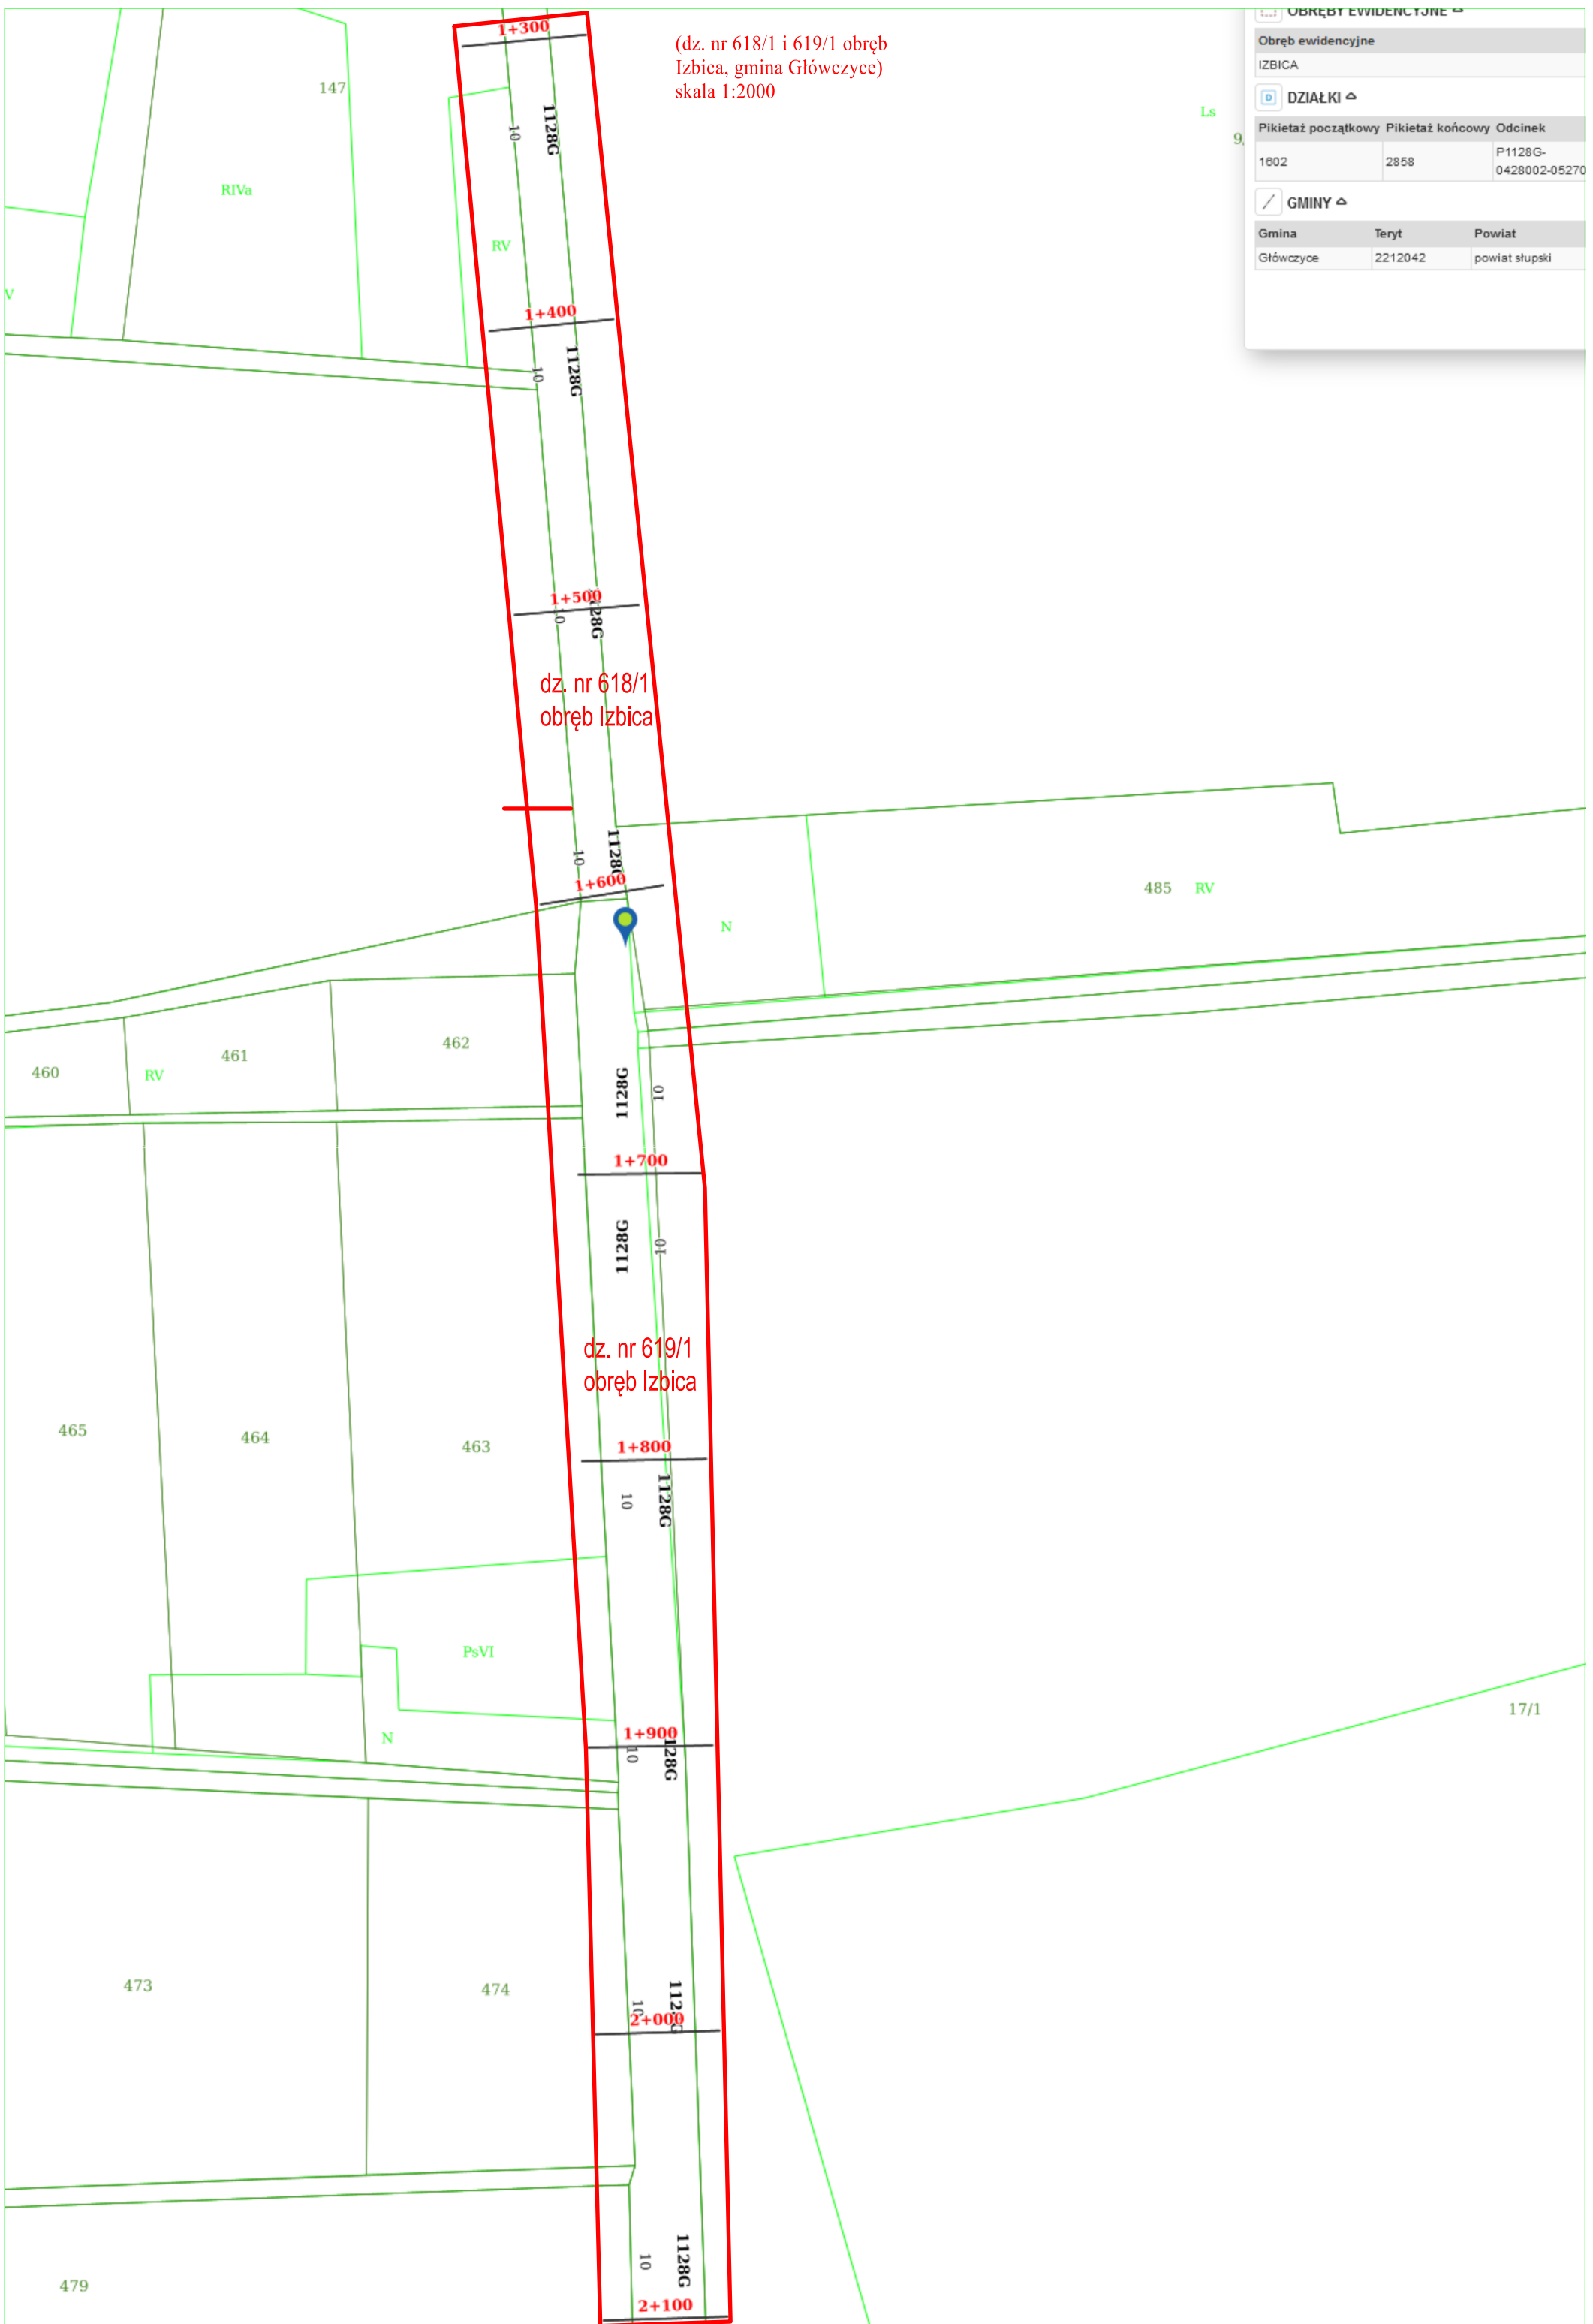 1+300
(dz. nr 618/1 i 619/1 obręb
Izbica, gmina Główczyce)
skala 1:2000
OBRĘBY EWIDENCYJNE
Obręb ewidencyjne
IZBICA
DZIAŁKI
Pikietaż początkowy Pikietaż końcowy Odcinek
1602 2858 P1128G-
0428002-05270
GMINY
Gmina Teryt Powiat
Główczyce 2212042 powiat słupski
147
10
1128G
Ls
9,
RIVa
RV
V
1+400
10
1128G
1+500
10
1128G
dz. nr 618/1
obręb Izbica
10
1128G
1+600
485 RV
N
460
RV
461
462
1128G
10
1+700
1128G
10
dz. nr 619/1
obręb Izbica
465
464
463
1+800
10
1128G
PsVI
17/1
N
1+900
10
128G
473
474
10
1128G
2+000
10
1128G
479
2+100